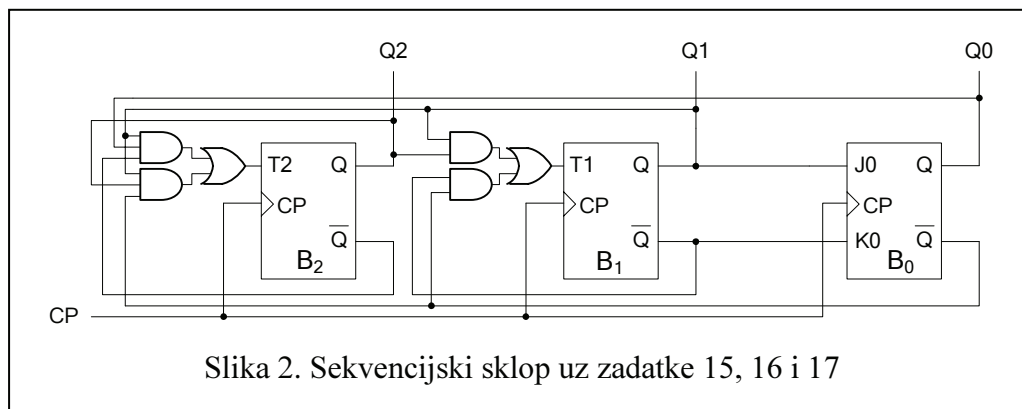 Q2 Q1 Q0
T2 Q T1 Q J0 Q
CP CP CP
Q Q K0 Q
B2 B1 B0
CP
Slika 2. Sekvencijski sklop uz zadatke 15, 16 i 17